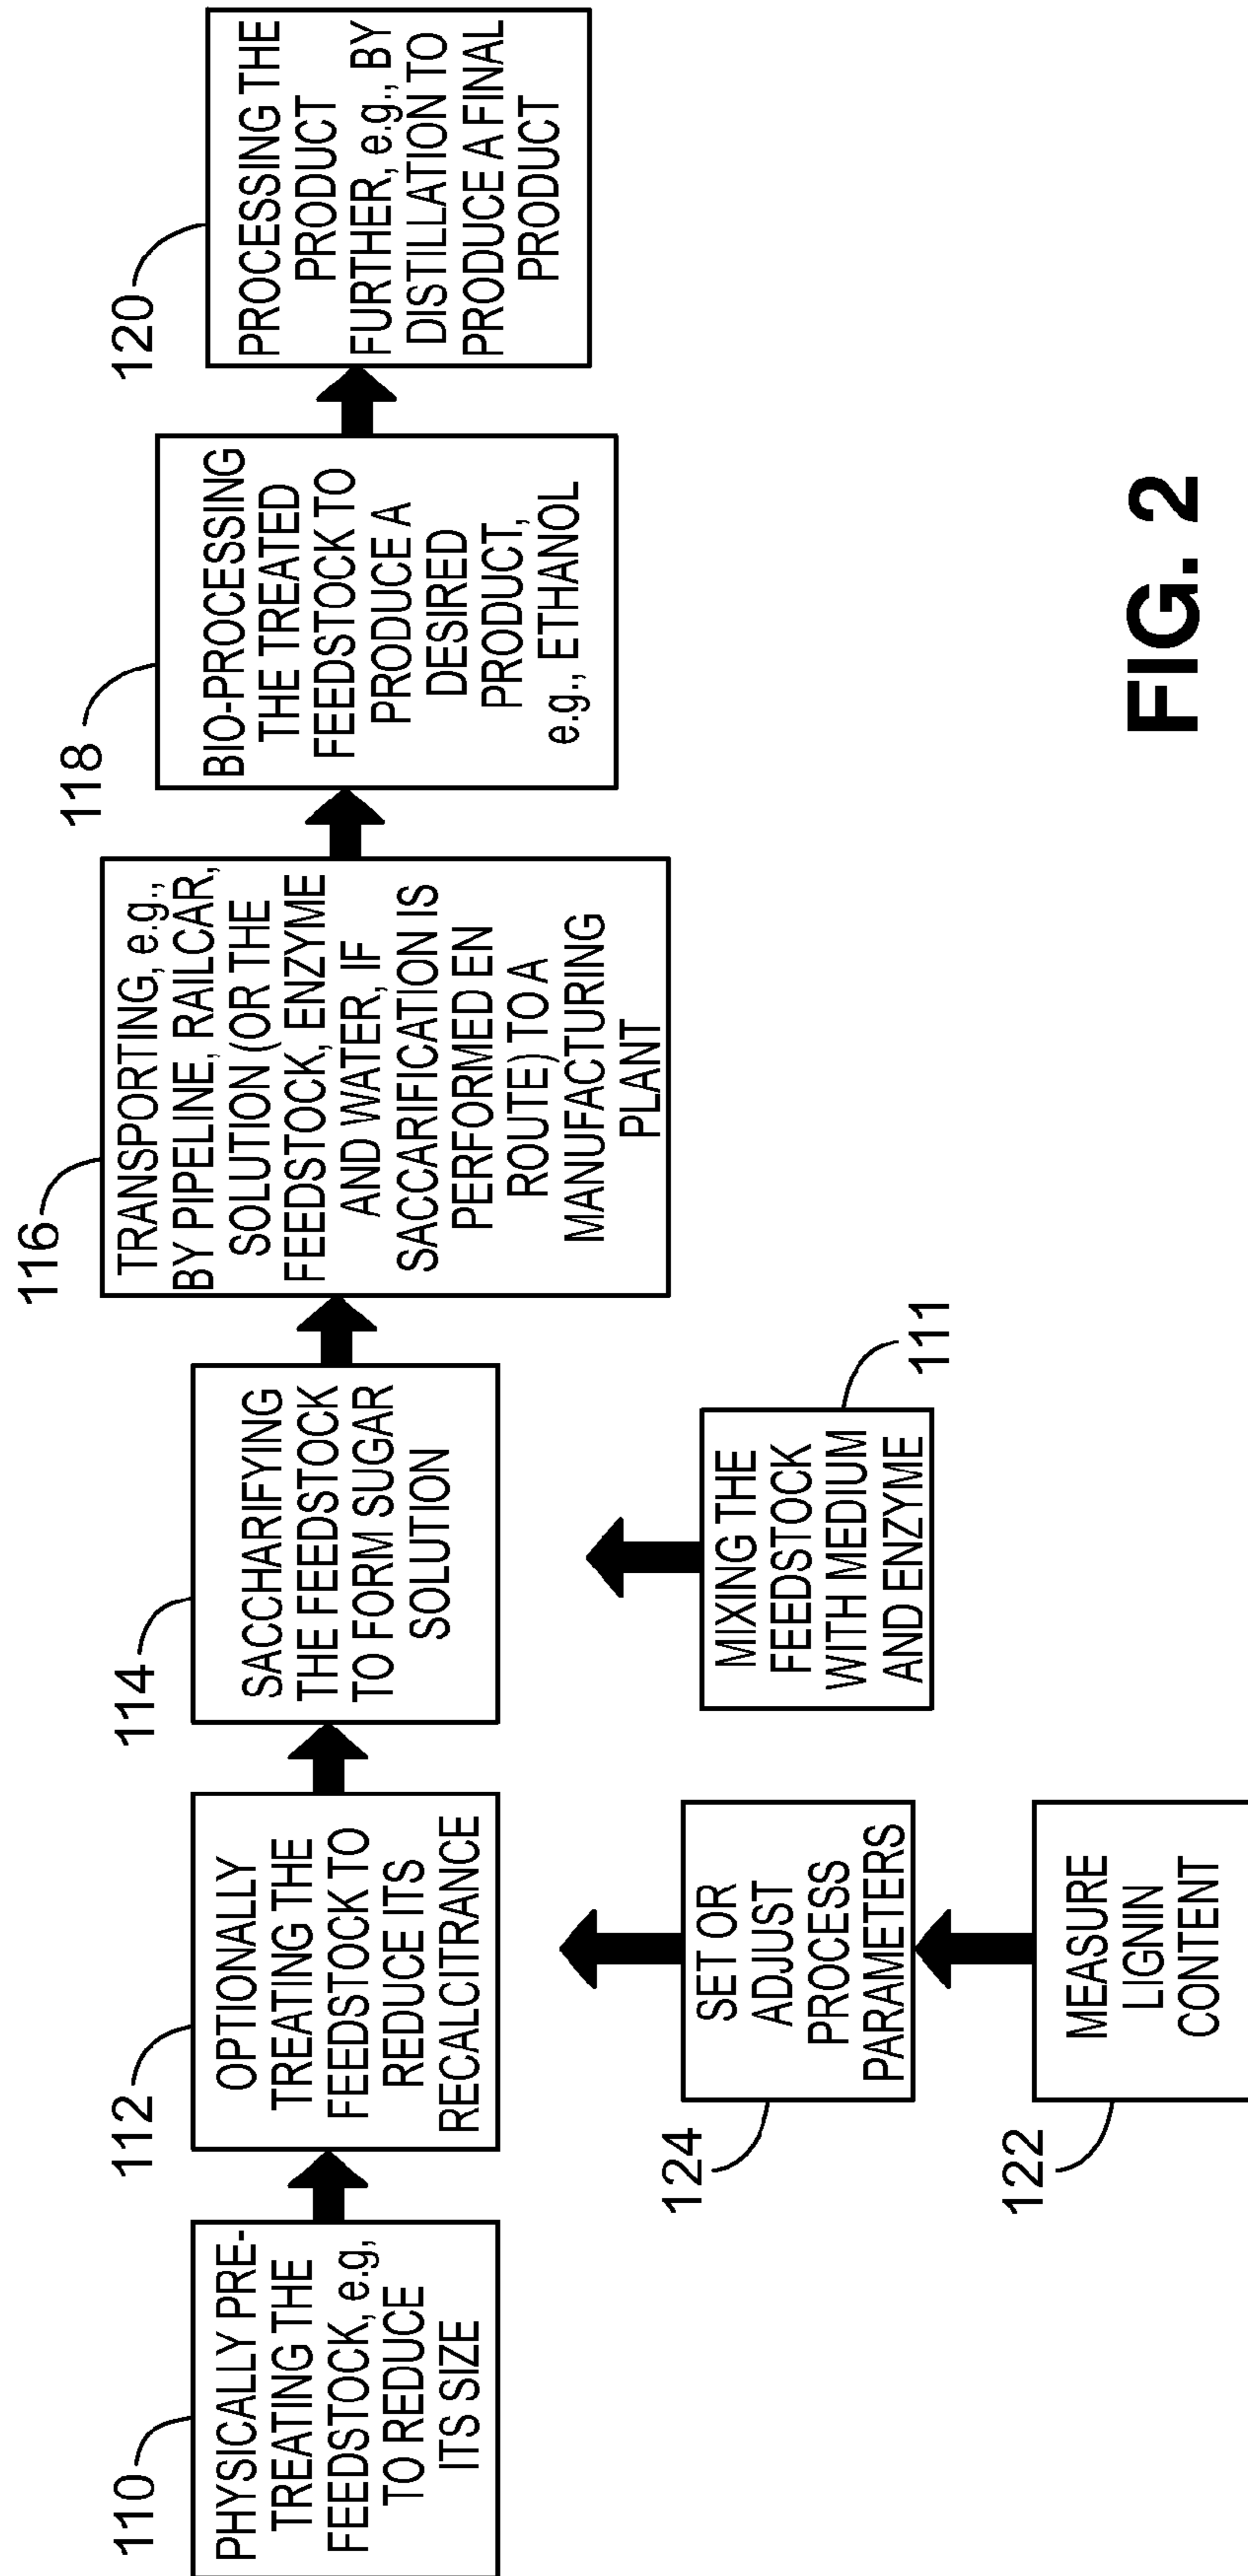 110
PHYSICALLY PRE-
TREATING THE
FEEDSTOCK, e.g,
TO REDUCE
ITS SIZE
112
OPTIONALLY
TREATING THE
FEEDSTOCK TO
REDUCE ITS
RECALCITRANCE
114
SACCHARIFYING
THE FEEDSTOCK
TO FORM SUGAR
SOLUTION
116
TRANSPORTING, e.g.,
BY PIPELINE, RAILCAR,
SOLUTION (OR THE
FEEDSTOCK, ENZYME
AND WATER, IF
SACCARIFICATION IS
PERFORMED EN
ROUTE) TO A
MANUFACTURING
PLANT
118
BIO-PROCESSING
THE TREATED
FEEDSTOCK TO
PRODUCE A
DESIRED
PRODUCT,
e.g., ETHANOL
120
PROCESSING THE
PRODUCT
FURTHER, e.g., BY
DISTILLATION TO
PRODUCE A FINAL
PRODUCT
124
SET OR
ADJUST
PROCESS
PARAMETERS
MIXING THE
FEEDSTOCK
WITH MEDIUM
AND ENZYME
111
122
MEASURE
LIGNIN
CONTENT
FIG. 2